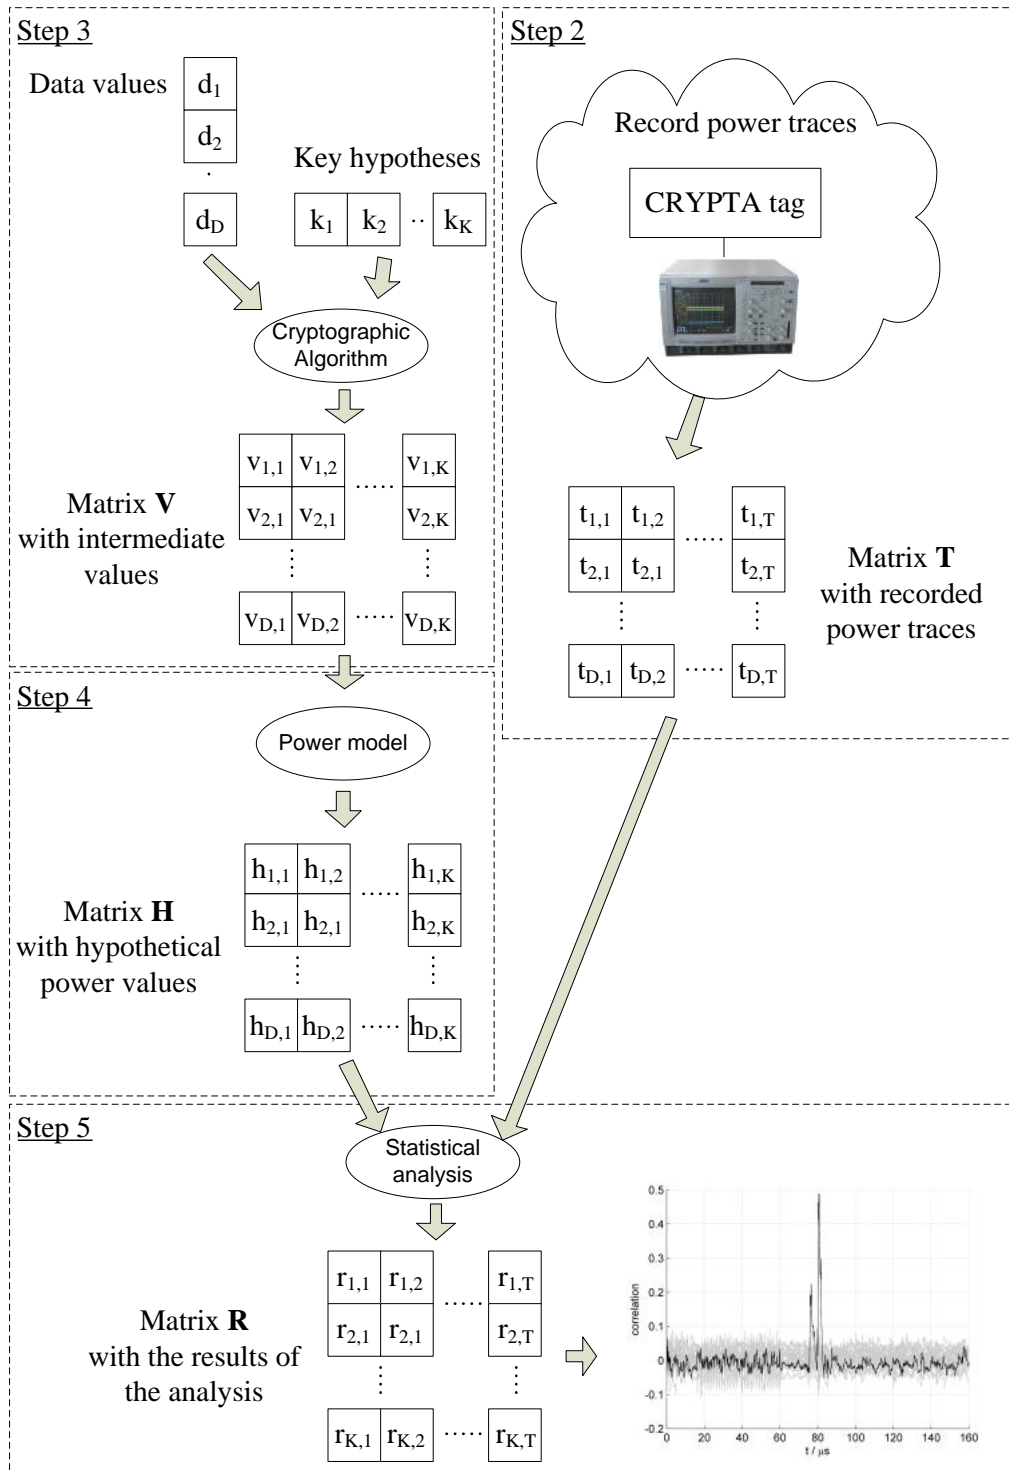 Step 3
Data values
d1
d2
.
dD
Key hypotheses
k1 k2 .. kK
Cryptographic
Algorithm
v1,1 v1,2 ..... v1,K
v2,1 v2,1 v2,K
vD,1 vD,2 ..... vD,K
Matrix V
with intermediate
values
Step 2
Record power traces
CRYPTA tag
t1,1 t1,2 ..... t1,T
t2,1 t2,1 t2,T
tD,1 tD,2 ..... tD,T
Matrix T
with recorded
power traces
Step 4
Power model
h1,1 h1,2 ..... h1,K
h2,1 h2,1 h2,K
hD,1 hD,2 ..... hD,K
Matrix H
with hypothetical
power values
Step 5
Statistical
analysis
r1,1 r1,2 ..... r1,T
r2,1 r2,1 r2,T
rK,1 rK,2 ..... rK,T
Matrix R
with the results of
the analysis
correlation
0.5
0.4
0.3
0.2
0.1
0
-0.1
-0.2
0 20 40 60 80 100 120 140 160
t / µs